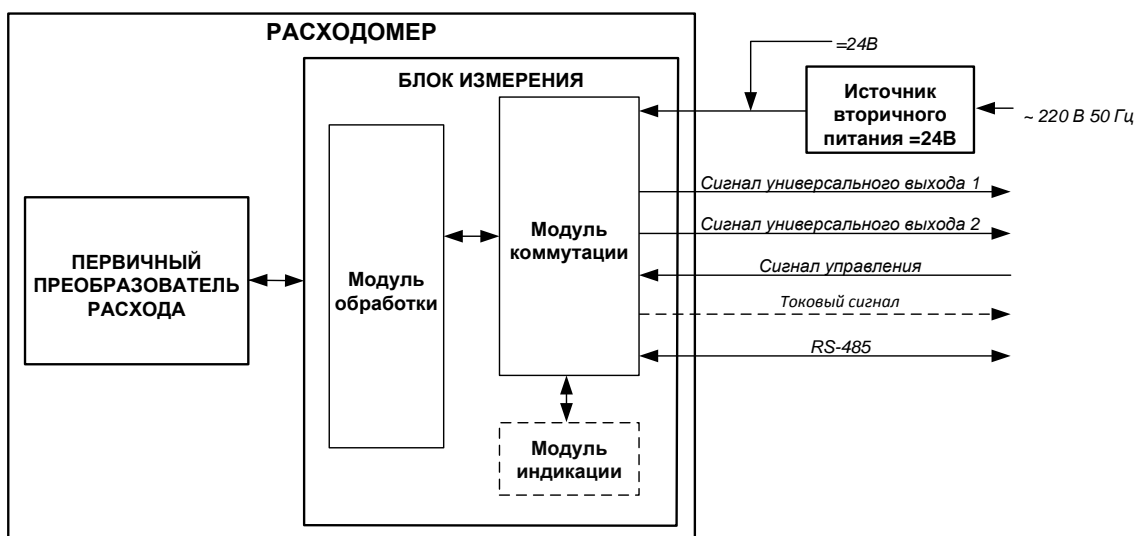 РАСХОДОМЕР
БЛОК ИЗМЕРЕНИЯ
=24В
Источник
вторичного
питания =24В
~ 220 В 50 Гц
Сигнал универсального выхода 1
Сигнал универсального выхода 2
Сигнал управления
Токовый сигнал
RS-485
ПЕРВИЧНЫЙ
ПРЕОБРАЗОВАТЕЛЬ
РАСХОДА
Модуль
обработки
Модуль
коммутации
Модуль
индикации